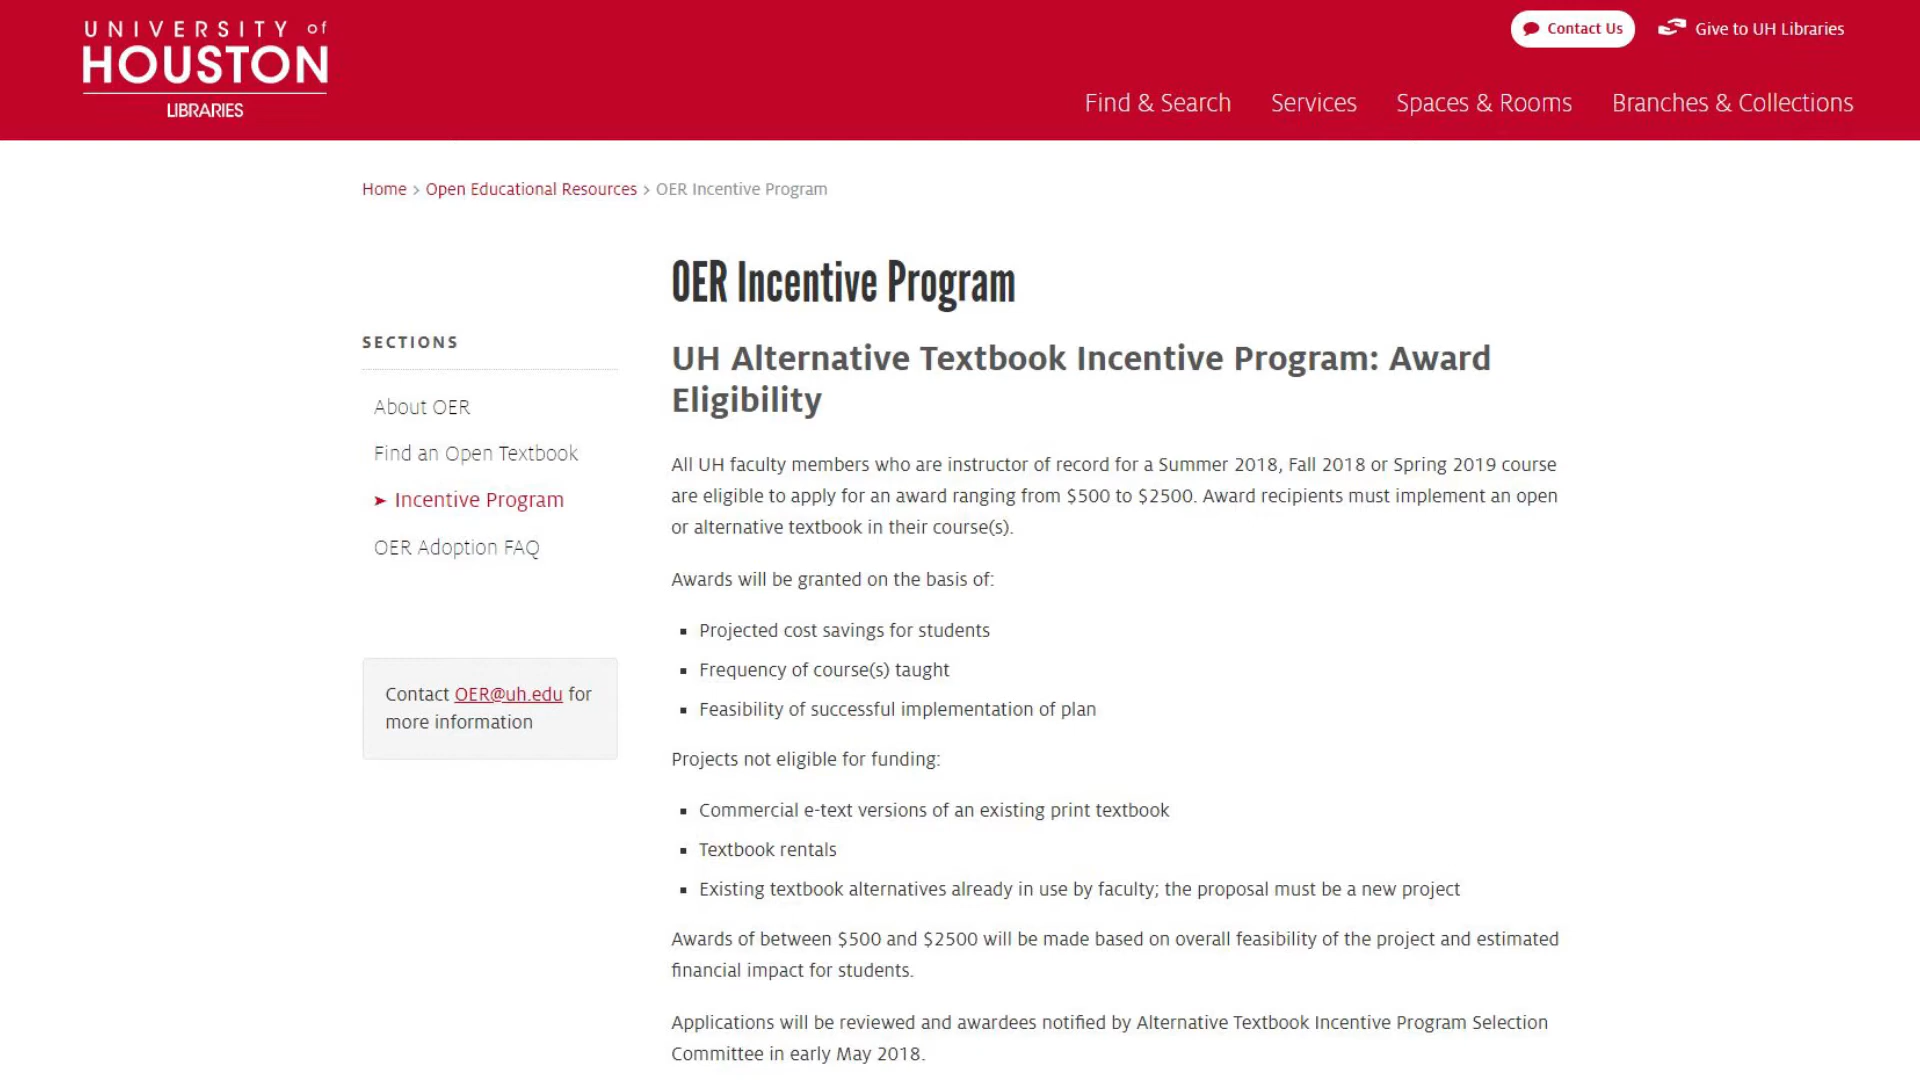 UNIVERSITY of
HOUSTON
LIBRARIES
Contact Us
Give to UH Libraries
Find & Search
Services
Spaces & Rooms
Branches & Collections
Home > Open Educational Resources > OER Incentive Program
SECTIONS
About OER
Find an Open Textbook
Incentive Program
OER Adoption FAQ
Contact OER@uh.edu for
more information
OER Incentive Program
UH Alternative Textbook Incentive Program: Award
Eligibility
All UH faculty members who are instructor of record for a Summer 2018, Fall 2018 or Spring 2019 course
are eligible to apply for an award ranging from $500 to $2500. Award recipients must implement an open
or alternative textbook in their course(s).
Awards will be granted on the basis of:
Projected cost savings for students
Frequency of course(s) taught
Feasibility of successful implementation of plan
Projects not eligible for funding:
Commercial e-text versions of an existing print textbook
Textbook rentals
Existing textbook alternatives already in use by faculty; the proposal must be a new project
Awards of between $500 and $2500 will be made based on overall feasibility of the project and estimated
financial impact for students.
Applications will be reviewed and awardees notified by Alternative Textbook Incentive Program Selection
Committee in early May 2018.